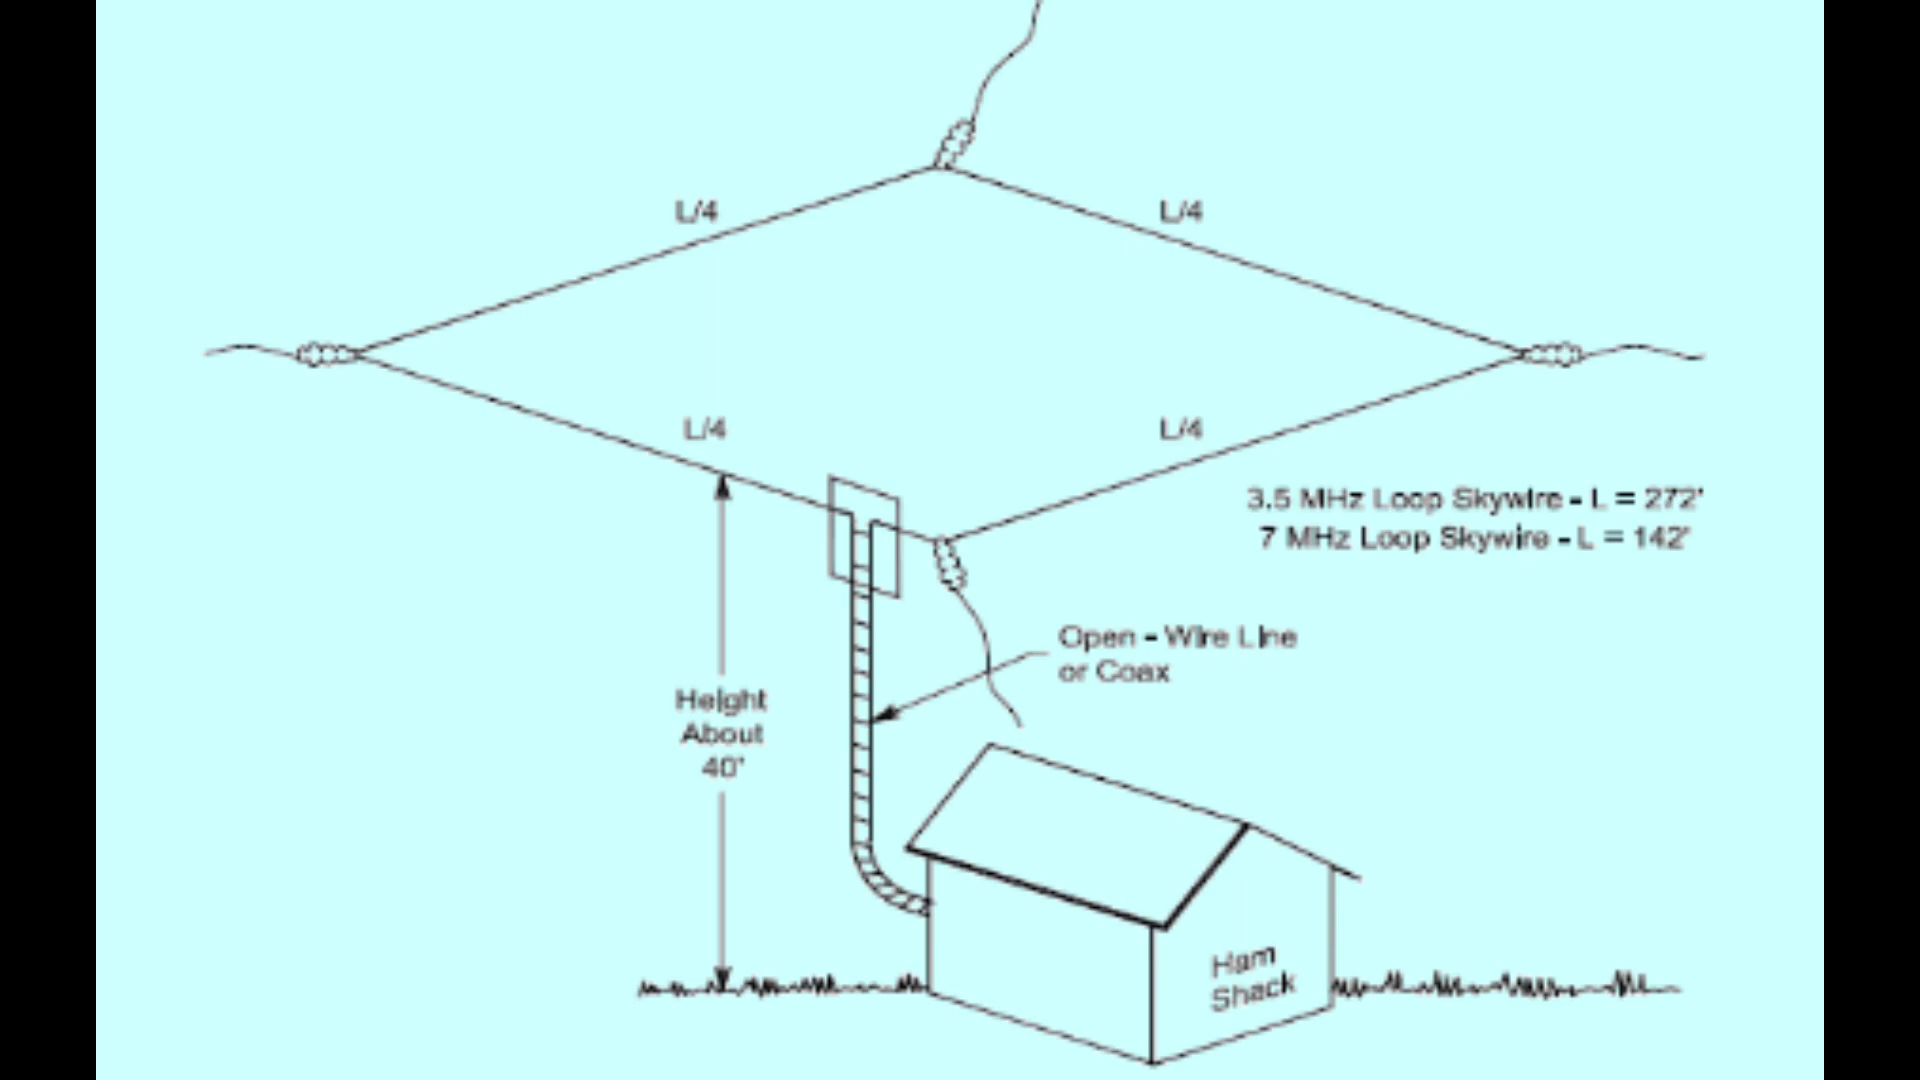 L/4
L/4
L/4
L/4
3.5 MHz Loop Skywire - L = 272'
7 MHz Loop Skywire - L = 142'
Open - Wire Line
or Coax
Height
About
40'
Ham
Shack